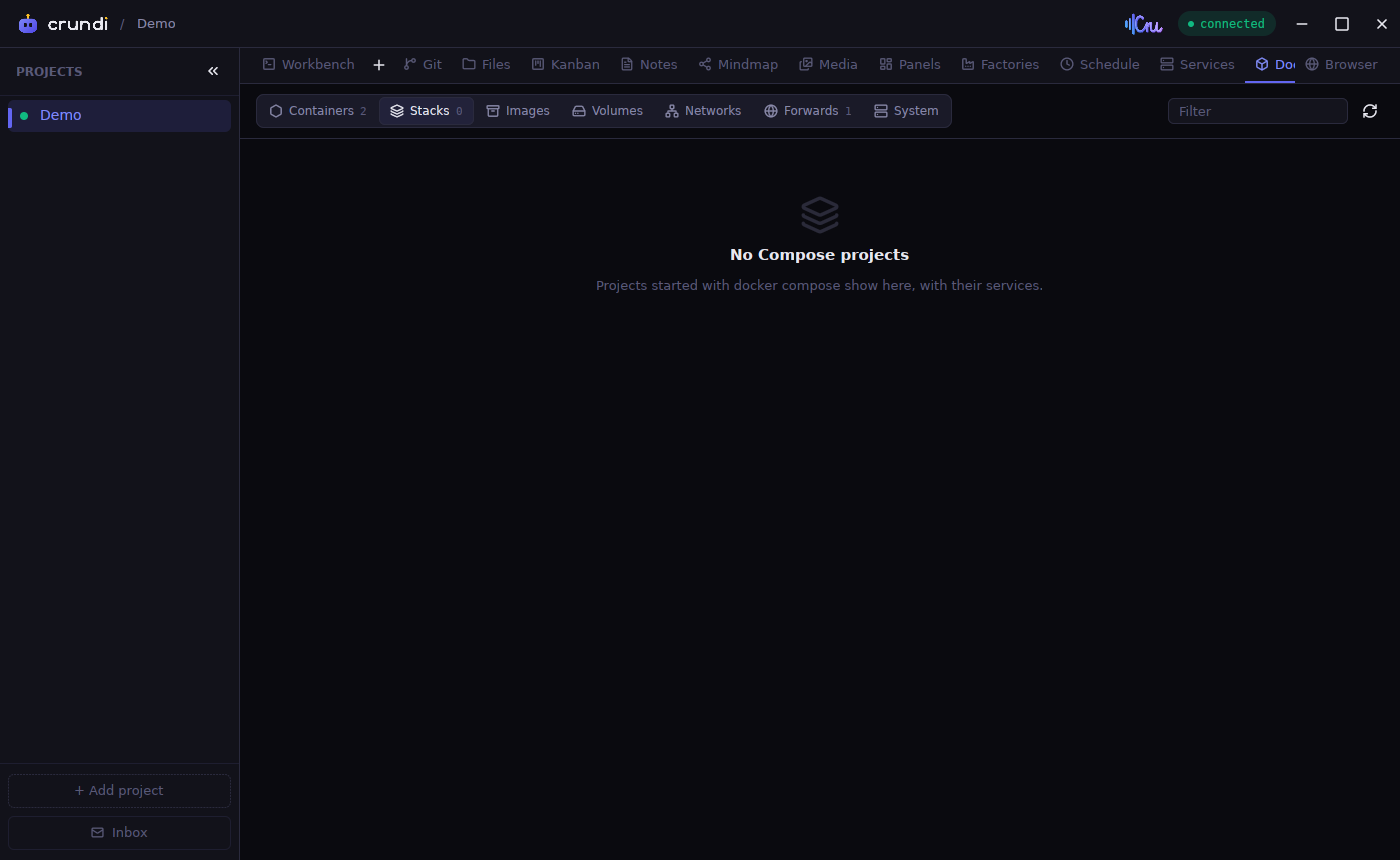 crundi / Demo
Cru
connected
PROJECTS
Workbench
Git
Files
Kanban
Notes
Mindmap
Media
Panels
Factories
Schedule
Services
Doc
Browser
Demo
Containers 2
Stacks 0
Images
Volumes
Networks
Forwards 1
System
Filter
No Compose projects
Projects started with docker compose show here, with their services.
+ Add project
Inbox